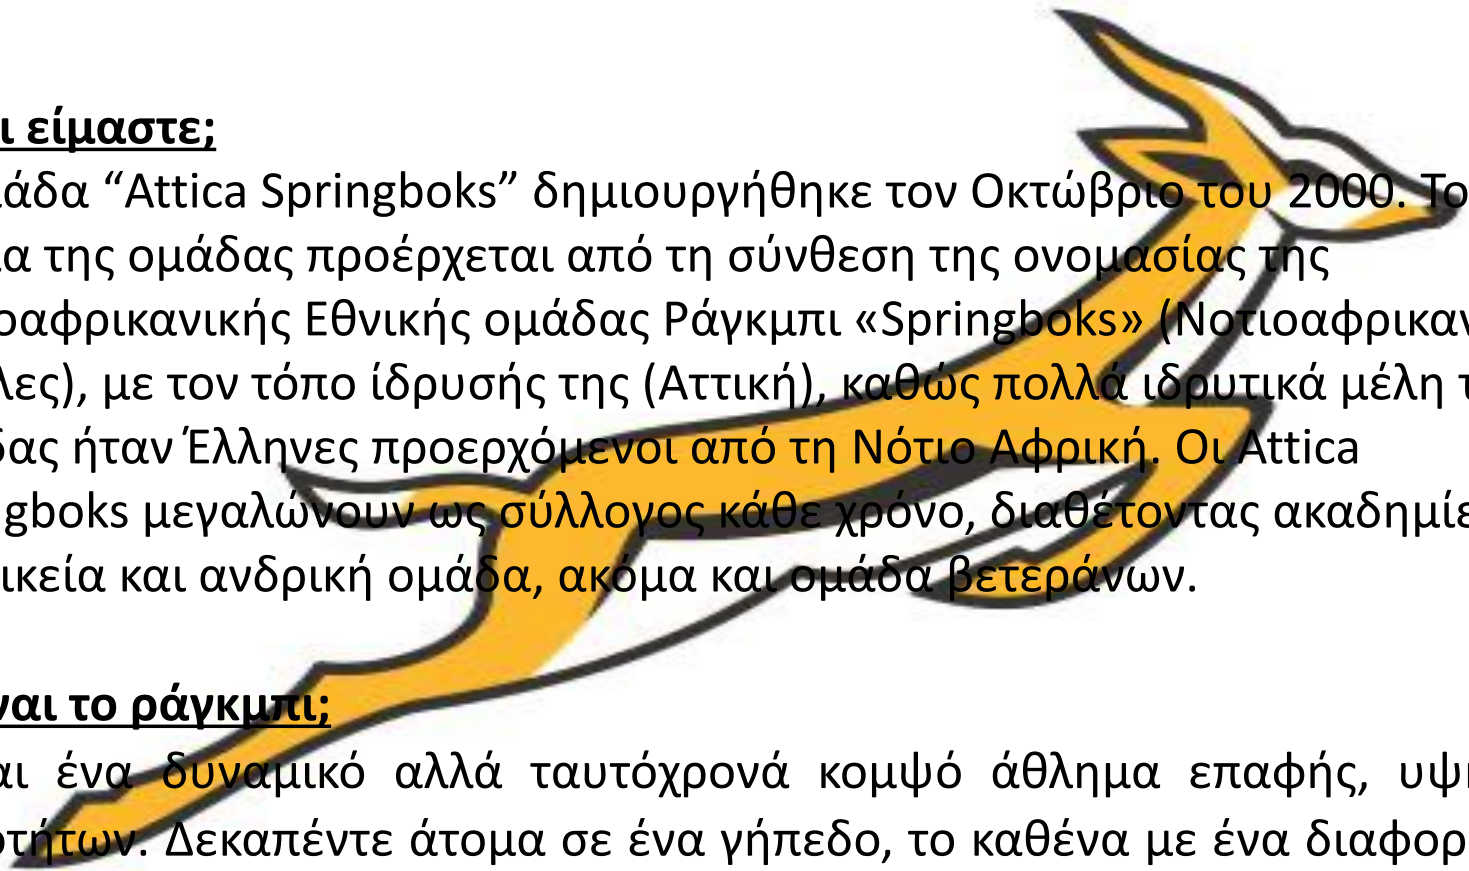 ι είμαστε;
άδα “Attica Springboks” δημιουργήθηκε τον Οκτώβριο του 2000. Το
α της ομάδας προέρχεται από τη σύνθεση της ονομασίας της
οαφρικανικής Εθνικής ομάδας Ράγκμπι «Springboks» (Νοτιοαφρικαν
λες), με τον τόπο ίδρυσής της (Αττική), καθώς πολλά ιδρυτικά μέλη τ
δας ήταν Έλληνες προερχόμενοι από τη Νότιο Αφρική. Οι Attica
gboks μεγαλώνουν ως σύλλογος κάθε χρόνο, διαθέτοντας ακαδημίε
ικεία και ανδρική ομάδα, ακόμα και ομάδα βετεράνων.
ναι το ράγκμπι;
αι ένα δυναμικό αλλά ταυτόχρονά κομψό άθλημα επαφής, υψη
οτήτων. Δεκαπέντε άτομα σε ένα γήπεδο, το καθένα με ένα διαφορ